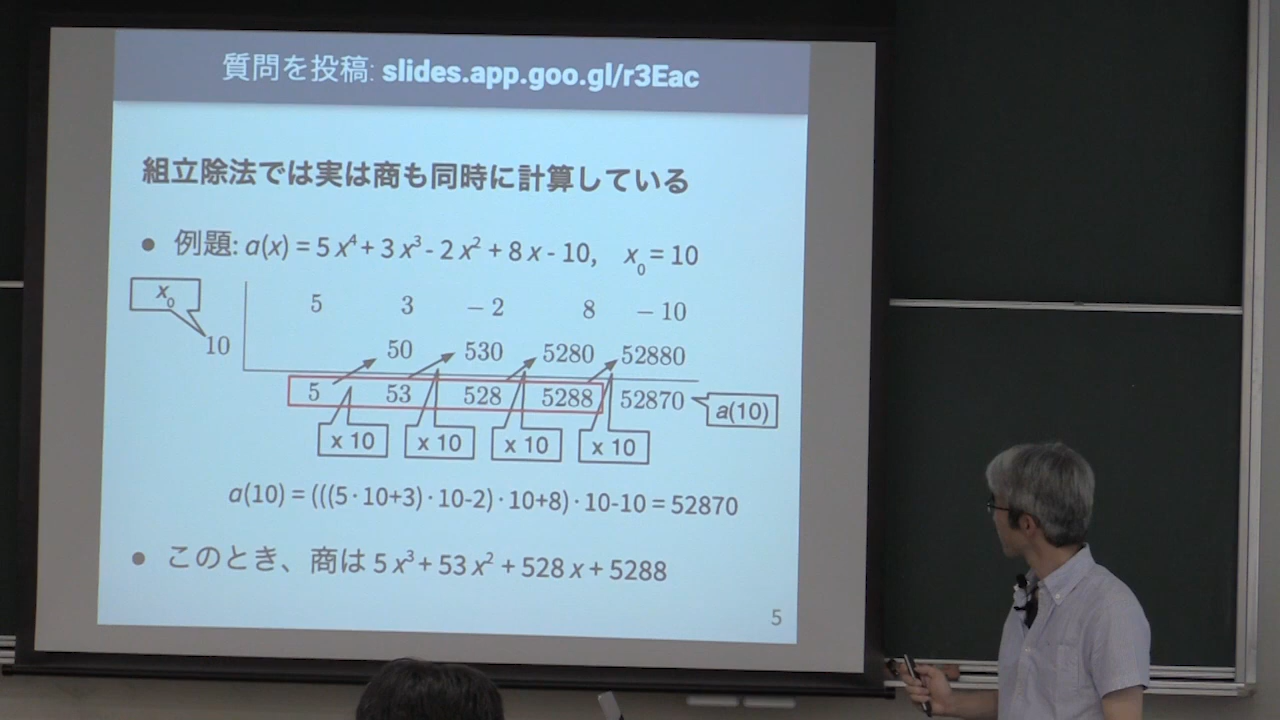 質問を投稿: slides.app.goo.gl/r3Eac
組立除法では実は商も同時に計算している
● 例題: a(x) = 5 x⁴ + 3 x³ - 2 x² + 8 x - 10, x₀ = 10
x₀
5 3 − 2 8 − 10
10 50 530 5280 52880
5 53 528 5288 52870 a(10)
x 10 x 10 x 10 x 10
a(10) = (((5 · 10+3) · 10-2) · 10+8) · 10-10 = 52870
● このとき、商は 5 x³ + 53 x² + 528 x + 5288
5